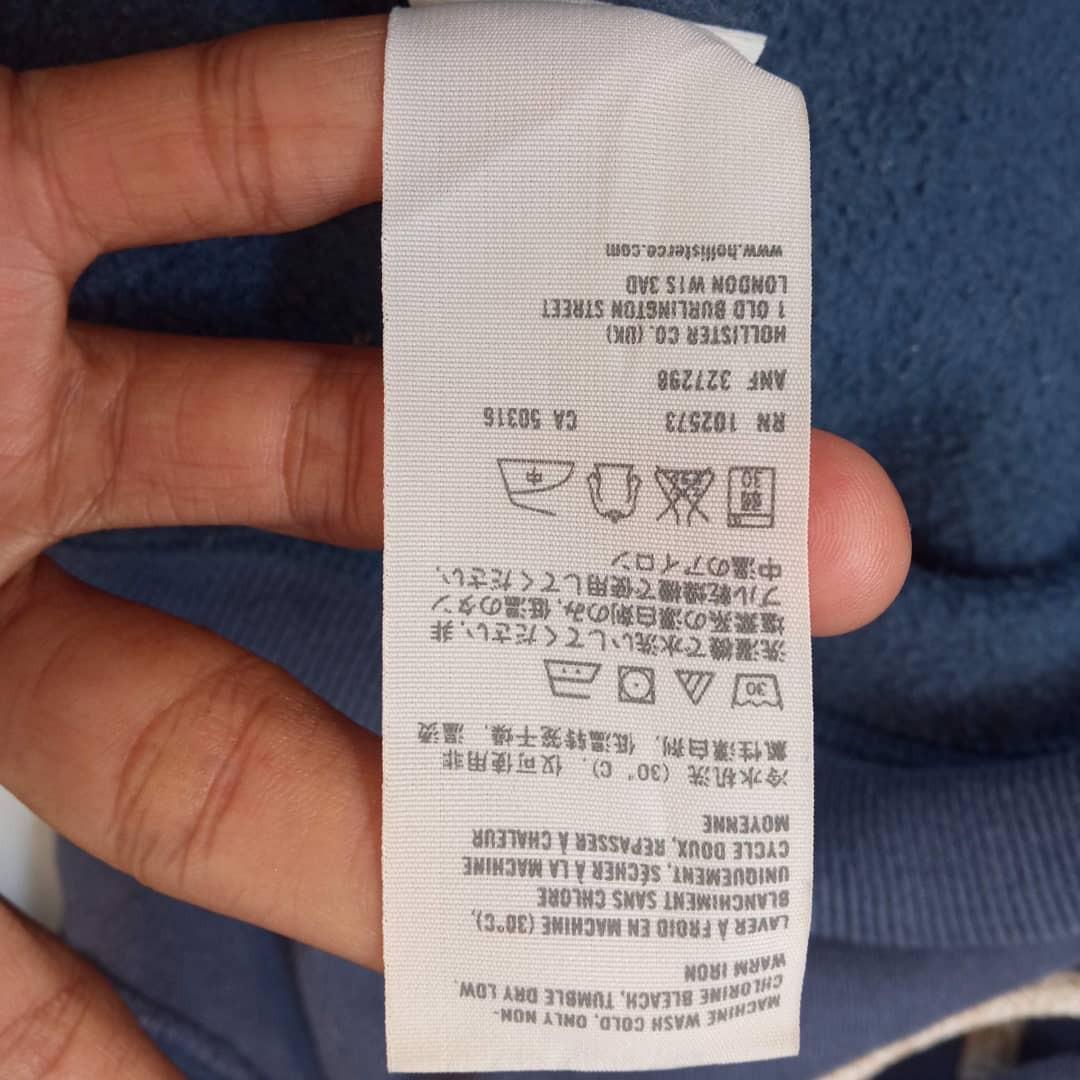 MACHINE WASH COLD, ONLY NON-
CHLORINE BLEACH, TUMBLE DRY LOW,
WARM IRON
LAVER À FROID EN MACHINE (30°C),
BLANCHIMENT SANS CHLORE
UNIQUEMENT, SÉCHER À LA MACHINE
CYCLE DOUX, REPASSER À CHALEUR
MOYENNE
冷水机洗 (30° C), 仅可使用非
氯性漂白剂, 低温转笼干燥, 温烫
30
洗濯機で水洗いしてください, 非
塩素系の漂白剤のみ, 低温のタン
ブル乾燥機で使用してください,
中温のアイロン
30 中
RN 102573 CA 50316
ANF 327298
HOLLISTER CO. (UK)
1 OLD BURLINGTON STREET
LONDON W1S 3AD
www.hollisterco.com